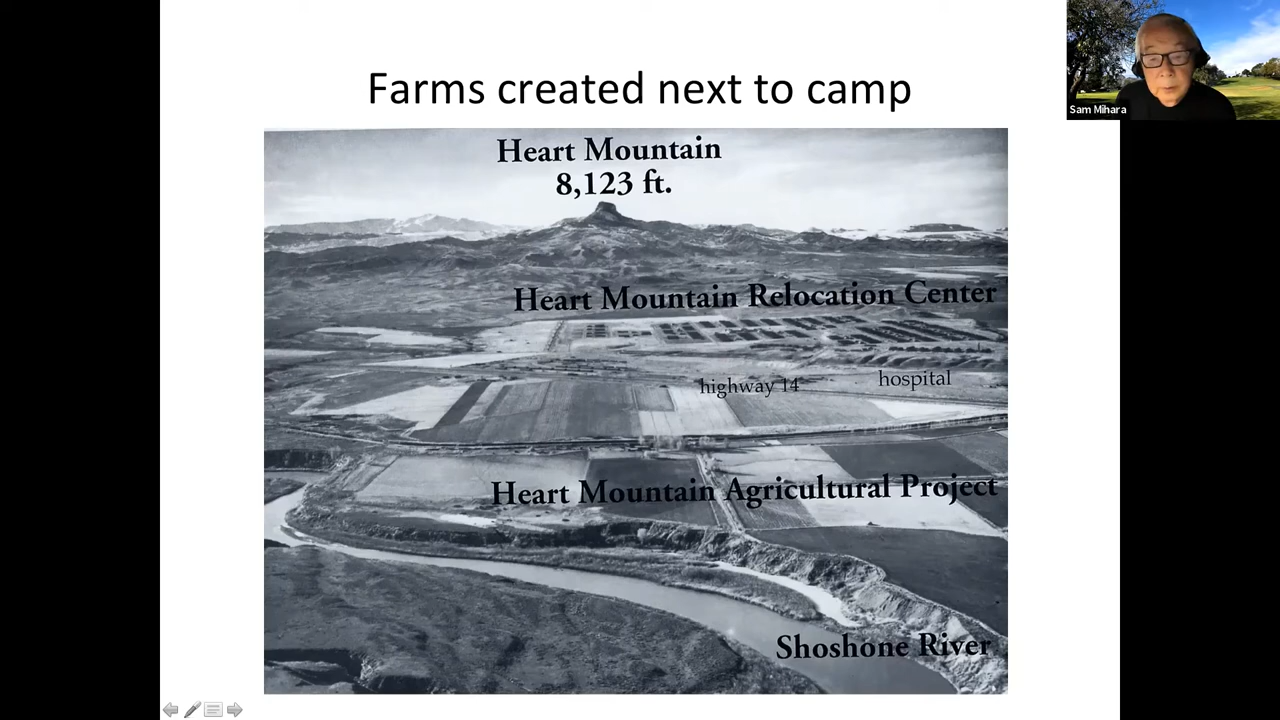 Farms created next to camp
Sam Mihara
Heart Mountain
8,123 ft.
Heart Mountain Relocation Center
highway 14
hospital
Heart Mountain Agricultural Project
Shoshone River